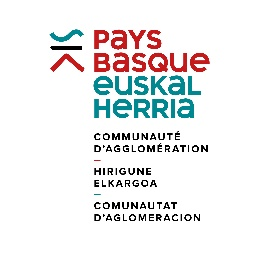 PAYS
BASQUE
EUSKAL
HERRIA
COMMUNAUTÉ
D'AGGLOMÉRATION
HIRIGUNE
ELKARGOA
COMUNAUTAT
D'AGLOMERACION